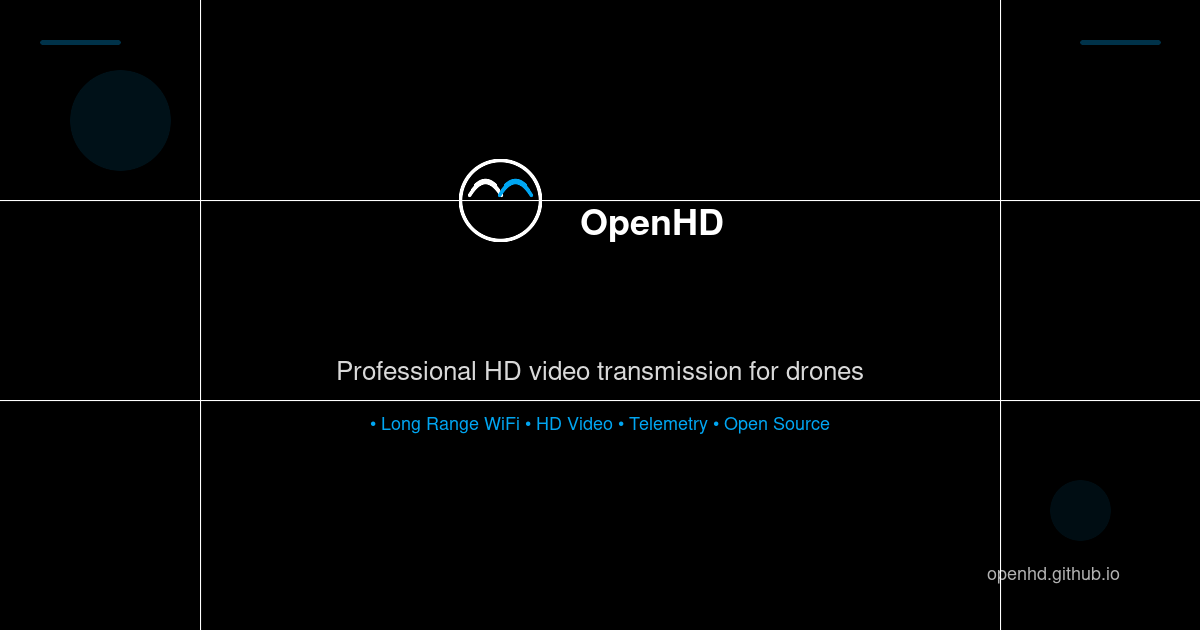 OpenHD
Professional HD video transmission for drones
• Long Range WiFi • HD Video • Telemetry • Open Source
openhd.github.io